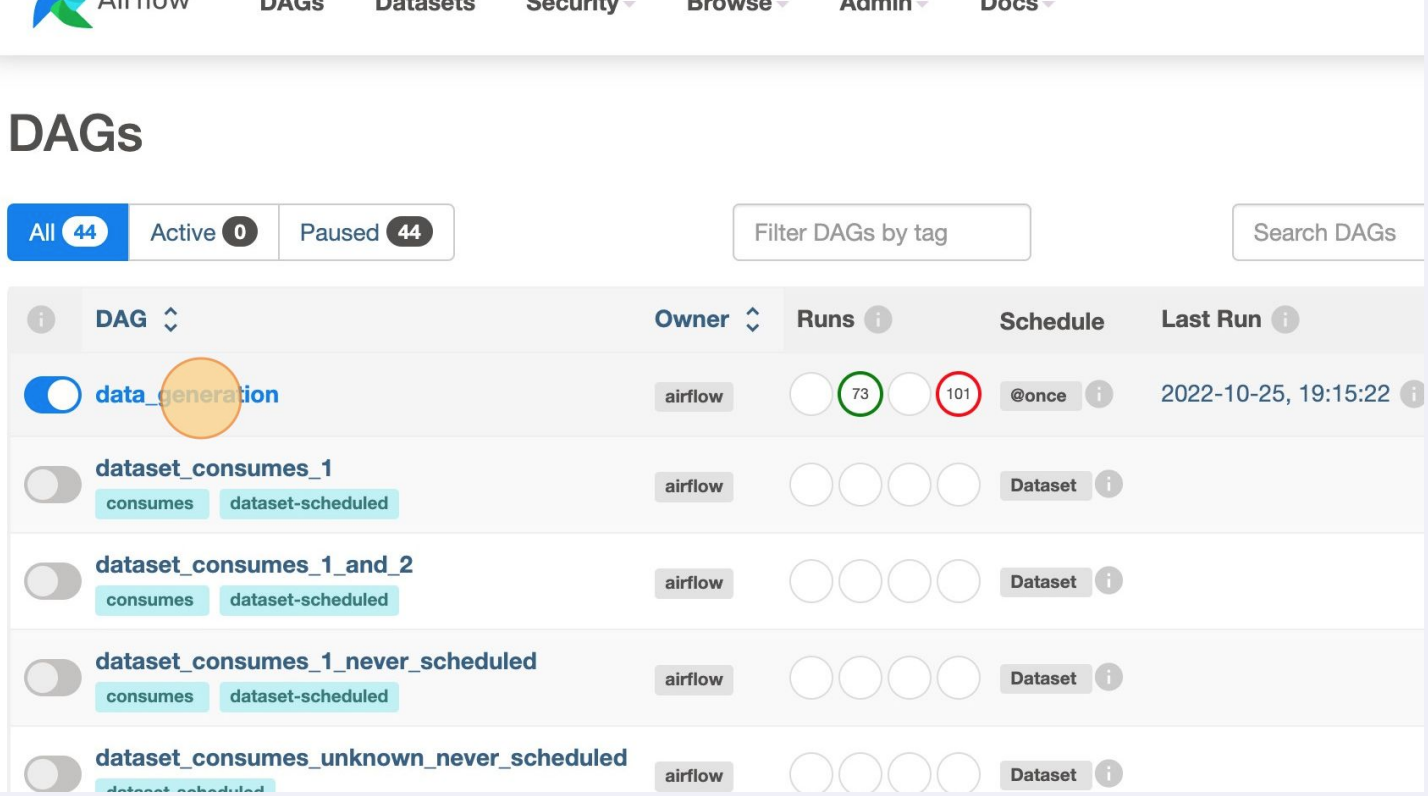 Airflow DAGs Datasets Security Browse Admin Docs
DAGs
All 44 Active 0 Paused 44 Filter DAGs by tag Search DAGs
DAG Owner Runs Schedule Last Run
data_generation airflow 73 101 @once 2022-10-25, 19:15:22
dataset_consumes_1
consumes dataset-scheduled airflow Dataset
dataset_consumes_1_and_2
consumes dataset-scheduled airflow Dataset
dataset_consumes_1_never_scheduled
consumes dataset-scheduled airflow Dataset
dataset_consumes_unknown_never_scheduled
dataset-scheduled airflow Dataset